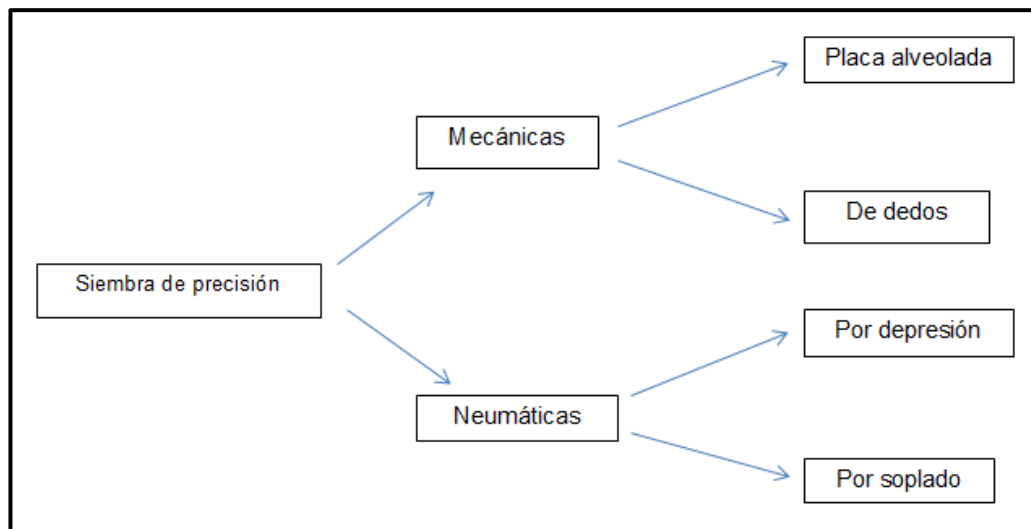 Placa alveolada
Mecánicas
De dedos
Siembra de precisión
Por depresión
Neumáticas
Por soplado